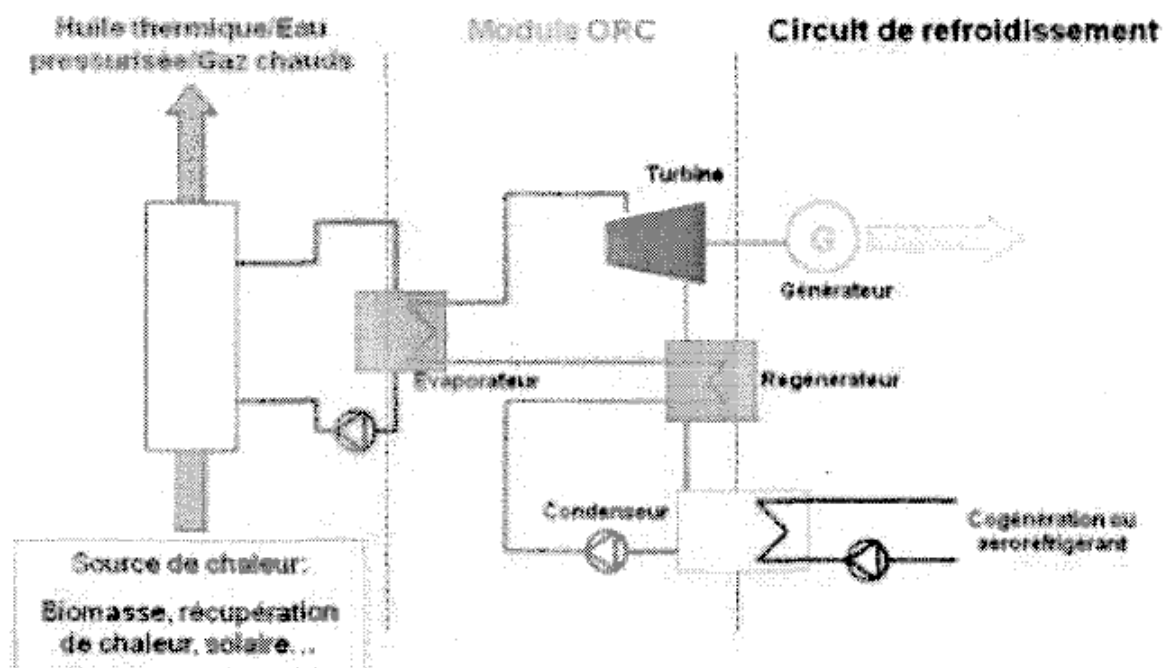 Huile thermique/Eau
pressurisée/Gaz chauds
Module ORC
Circuit de refroidissement
Turbine
G
Générateur
Evaporateur
Régénérateur
Condenseur
Cogénération ou
aeroréfrigérant
Source de chaleur:
Biomasse, récupération
de chaleur, solaire...